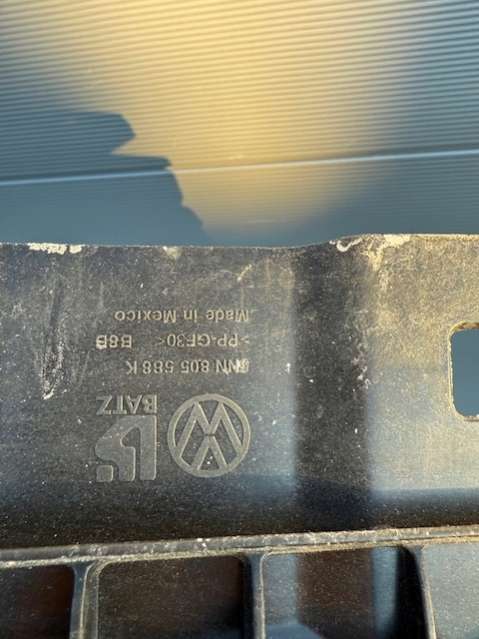 BATZ
5NN 805 588 K
>PP-GF30< B8B
Made in Mexico